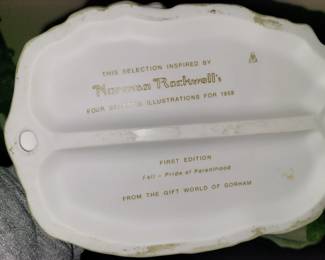 THIS SELECTION INSPIRED BY
Norman Rockwell's
FOUR SEASONS ILLUSTRATIONS FOR 1958
FIRST EDITION
Fall - Pride of Parenthood
FROM THE GIFT WORLD OF GORHAM